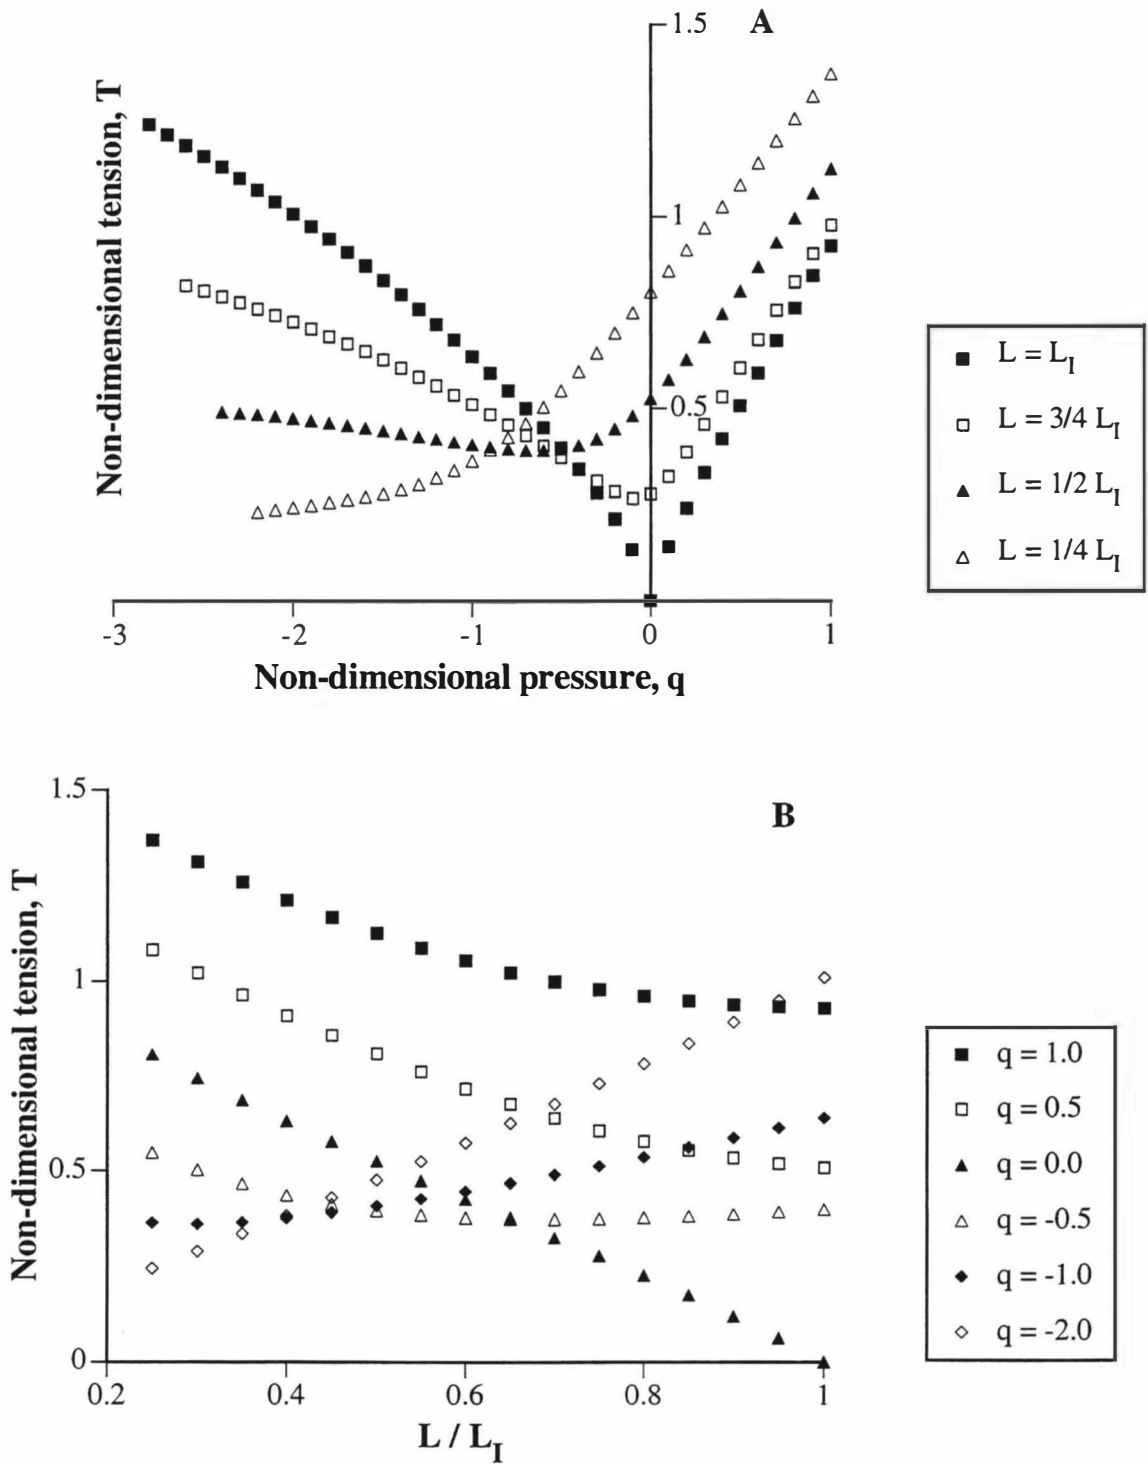 1.5 A
Non-dimensional tension, T
1
0.5
-3 -2 -1 0 1
Non-dimensional pressure, q
L = L_I
L = 3/4 L_I
L = 1/2 L_I
L = 1/4 L_I
1.5
B
Non-dimensional tension, T
1
0.5
0
0.2 0.4 0.6 0.8 1
L / L_I
q = 1.0
q = 0.5
q = 0.0
q = -0.5
q = -1.0
q = -2.0